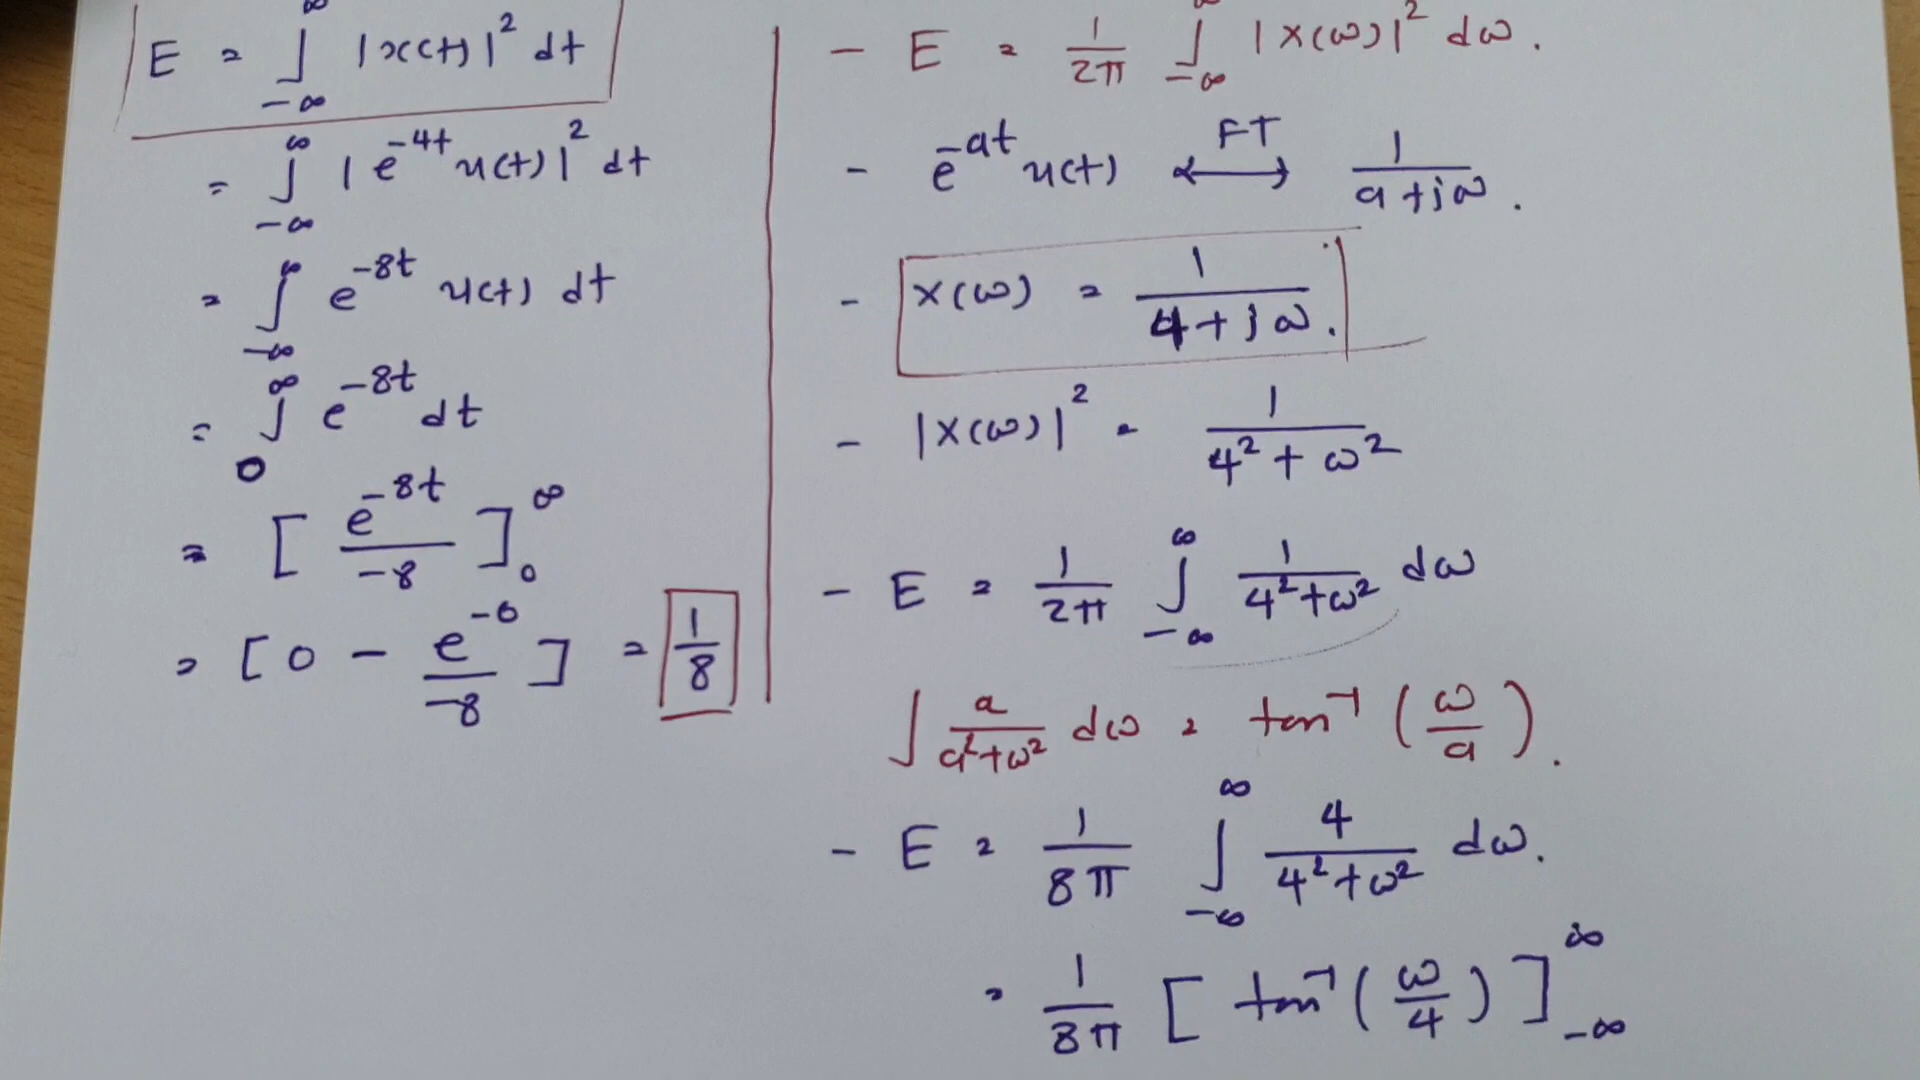 E = ∫_{-∞}^{∞} |x(t)|² dt
= ∫_{-∞}^{∞} |e^{-4t} u(t)|² dt
= ∫_{-∞}^{∞} e^{-8t} u(t) dt
= ∫_{0}^{∞} e^{-8t} dt
= [ e^{-8t} / -8 ]_{0}^{∞}
= [ 0 - e^{-0} / -8 ] = 1/8
- E = 1/2π ∫_{-∞}^{∞} |X(ω)|² dω.
- e^{-at} u(t) ←FT→ 1/(a+jω).
- X(ω) = 1/(4+jω).
- |X(ω)|² = 1/(4²+ω²)
- E = 1/2π ∫_{-∞}^{∞} 1/(4²+ω²) dω
∫ a/(a²+ω²) dω = tan⁻¹(ω/a).
- E = 1/8π ∫_{-∞}^{∞} 4/(4²+ω²) dω.
= 1/8π [ tan⁻¹(ω/4) ]_{-∞}^{∞}